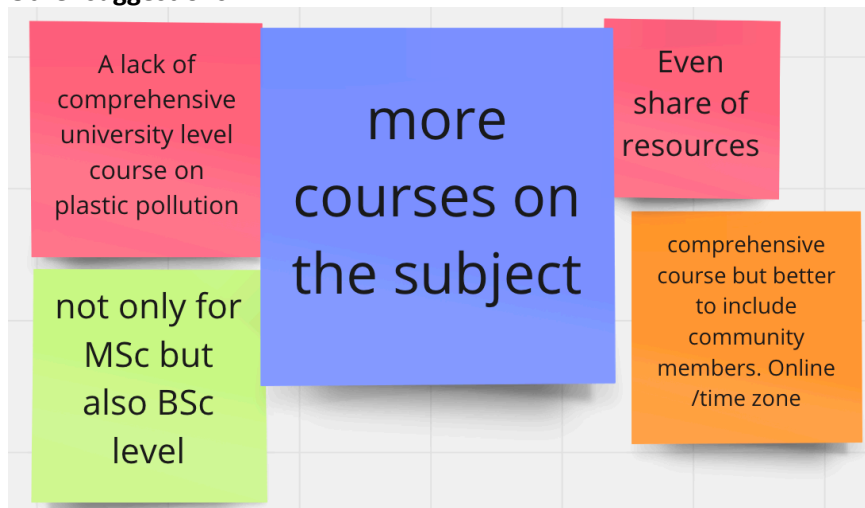 A lack of
comprehensive
university level
course on
plastic pollution
more
courses on
the subject
Even
share of
resources
not only for
MSc but
also BSc
level
comprehensive
course but better
to include
community
members. Online
/time zone